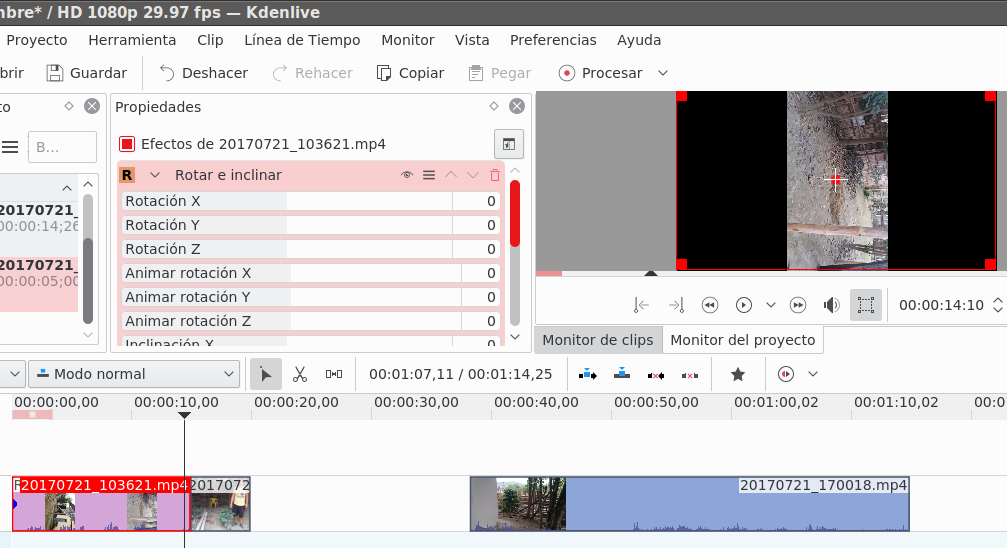 mbre* / HD 1080p 29.97 fps — Kdenlive
Proyecto Herramienta Clip Línea de Tiempo Monitor Vista Preferencias Ayuda
brir Guardar Deshacer Rehacer Copiar Pegar Procesar
to Propiedades
B... Efectos de 20170721_103621.mp4
R Rotar e inclinar
Rotación X 0
20170721_
00:00:14;26
Rotación Y 0
Rotación Z 0
20170721_
00:00:05;00
Animar rotación X 0
Animar rotación Y 0
Animar rotación Z 0
Inclinación X 0
00:00:14:10
Monitor de clips Monitor del proyecto
Modo normal 00:01:07,11 / 00:01:14,25
00:00:00,00 00:00:10,00 00:00:20,00 00:00:30,00 00:00:40,00 00:00:50,00 00:01:00,02 00:01:10,02 00:0
20170721_103621.mp4 2017072 20170721_170018.mp4